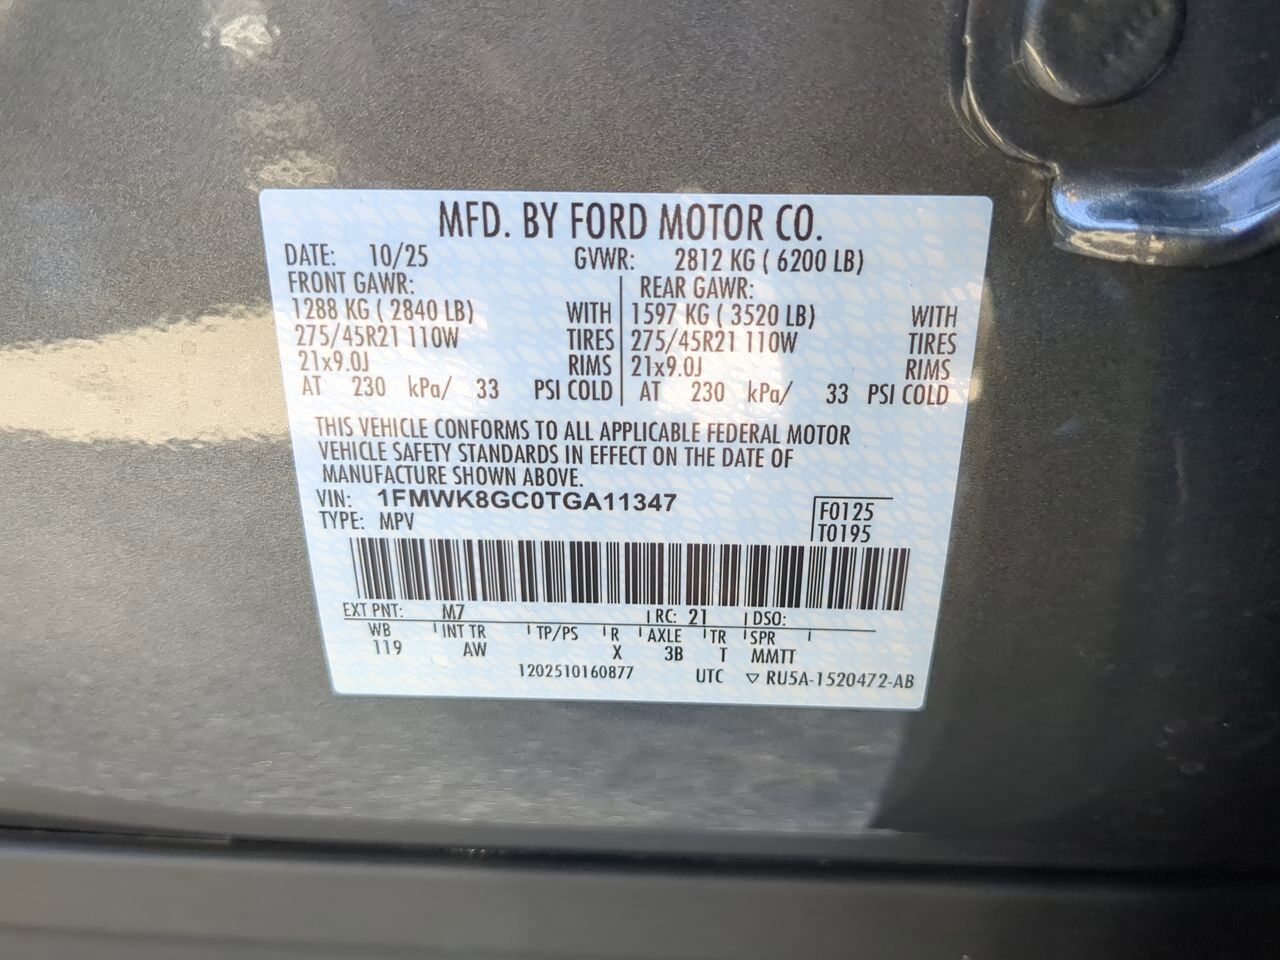 MFD. BY FORD MOTOR CO.
DATE: 10/25 GVWR: 2812 KG ( 6200 LB)
FRONT GAWR: REAR GAWR:
1288 KG ( 2840 LB) WITH 1597 KG ( 3520 LB) WITH
275/45R21 110W TIRES 275/45R21 110W TIRES
21x9.0J RIMS 21x9.0J RIMS
AT 230 kPa/ 33 PSI COLD AT 230 kPa/ 33 PSI COLD
THIS VEHICLE CONFORMS TO ALL APPLICABLE FEDERAL MOTOR
VEHICLE SAFETY STANDARDS IN EFFECT ON THE DATE OF
MANUFACTURE SHOWN ABOVE.
VIN: 1FMWK8GC0TGA11347 F0125
TYPE: MPV T0195
EXT PNT: M7 RC: 21 DSO:
WB INT TR TP/PS R AXLE TR SPR
119 AW X 3B T MMTT
1202510160877 UTC ▽ RU5A-1520472-AB